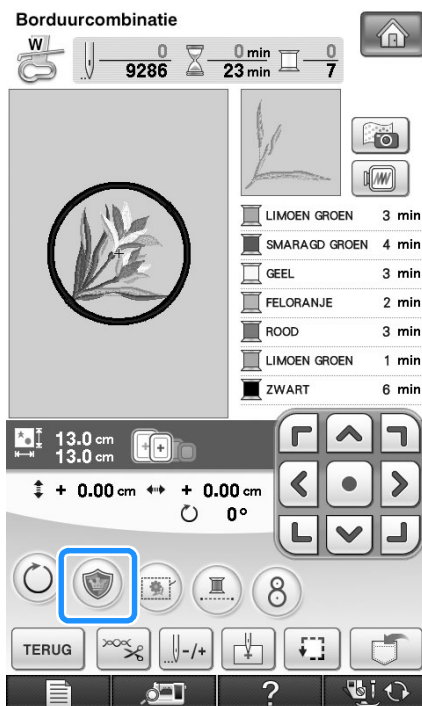 Borduurcombinatie
W
0 0 min 0
9286 23 min 7
LIMOEN GROEN 3 min
SMARAGD GROEN 4 min
GEEL 3 min
FELORANJE 2 min
ROOD 3 min
LIMOEN GROEN 1 min
ZWART 6 min
13.0 cm
13.0 cm
+ 0.00 cm + 0.00 cm
0°
TERUG -/+
?